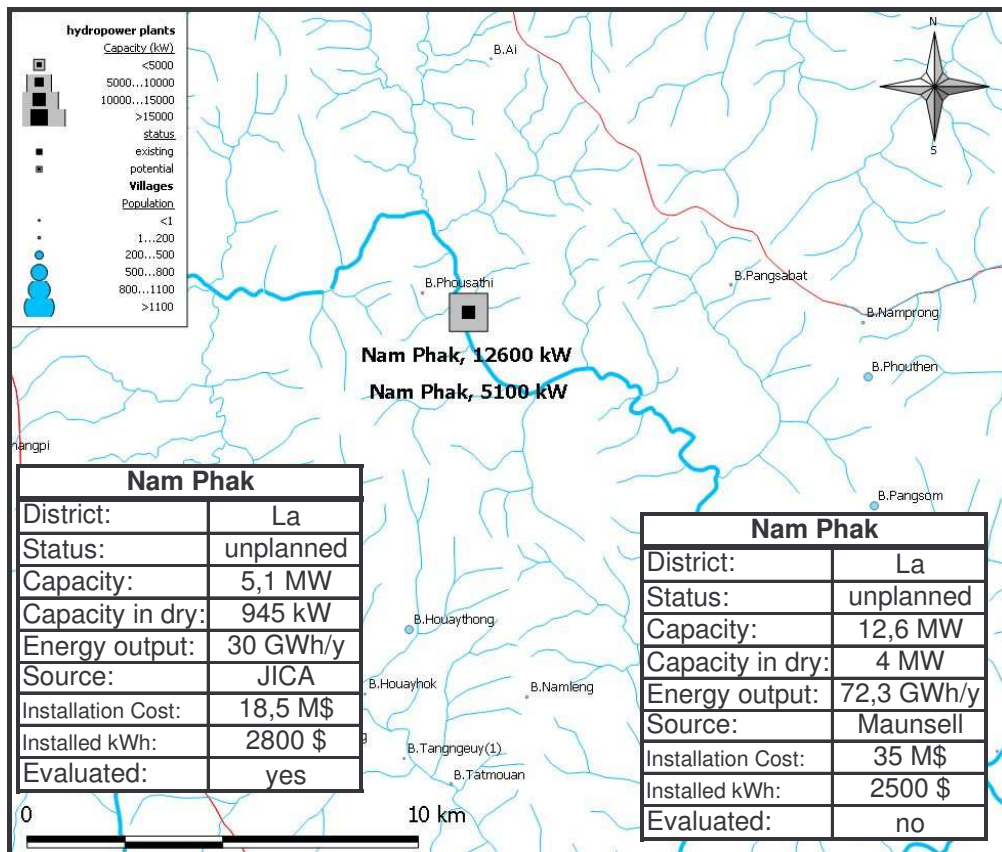 hydropower plants
Capacity (kW)
<5000
5000...10000
10000...15000
>15000
status
existing
potential
Villages
Population
<1
1...200
200...500
500...800
800...1100
>1100
N
S
B.Ai
B.Phousathi
B.Pangsabat
B.Namprong
B.Phouthen
Nam Phak, 12600 kW
Nam Phak, 5100 kW
B.Pangsom
Nam Phak
District: La
Status: unplanned
Capacity: 5,1 MW
Capacity in dry: 945 kW
Energy output: 30 GWh/y
Source: JICA
Installation Cost: 18,5 M$
Installed kWh: 2800 $
Evaluated: yes
Nam Phak
District: La
Status: unplanned
Capacity: 12,6 MW
Capacity in dry: 4 MW
Energy output: 72,3 GWh/y
Source: Maunsell
Installation Cost: 35 M$
Installed kWh: 2500 $
Evaluated: no
B.Houaythong
B.Houayhok
B.Namleng
B.Tangngeuy(1)
B.Tatmouan
0 10 km